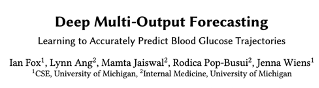 Deep Multi-Output Forecasting
Learning to Accurately Predict Blood Glucose Trajectories
Ian Fox¹, Lynn Ang², Mamta Jaiswal², Rodica Pop-Busui², Jenna Wiens¹
¹CSE, University of Michigan, ²Internal Medicine, University of Michigan